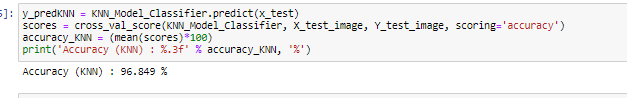 ]:
y_predKNN = KNN_Model_Classifier.predict(x_test)
scores = cross_val_score(KNN_Model_Classifier, X_test_image, Y_test_image, scoring='accuracy')
accuracy_KNN = (mean(scores)*100)
print('Accuracy (KNN) : %.3f' % accuracy_KNN, '%')
Accuracy (KNN) : 96.849 %